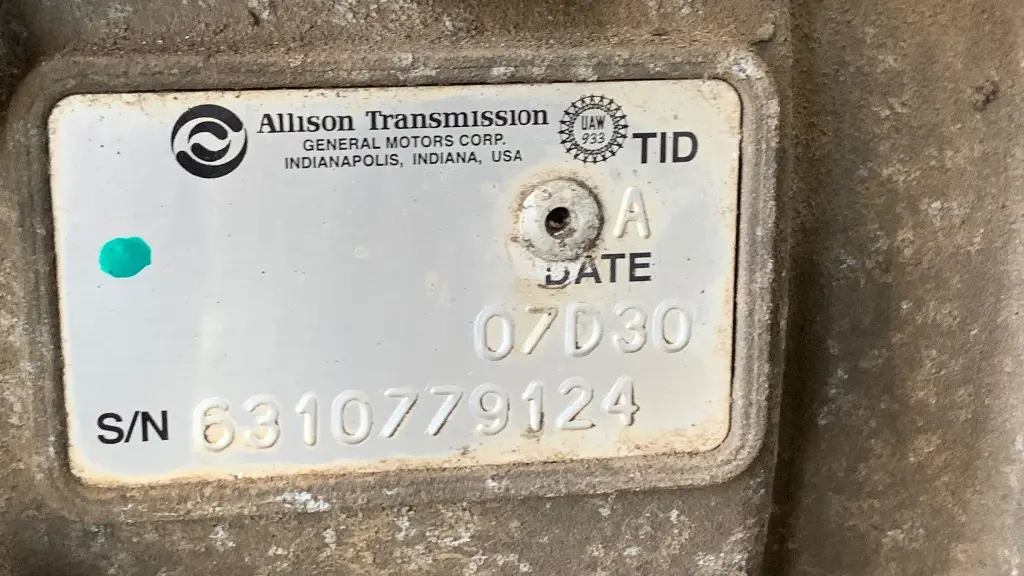 Allison Transmission
GENERAL MOTORS CORP.
INDIANAPOLIS, INDIANA, USA
UAW
933
TID
A
DATE
07D30
S/N 6310779124